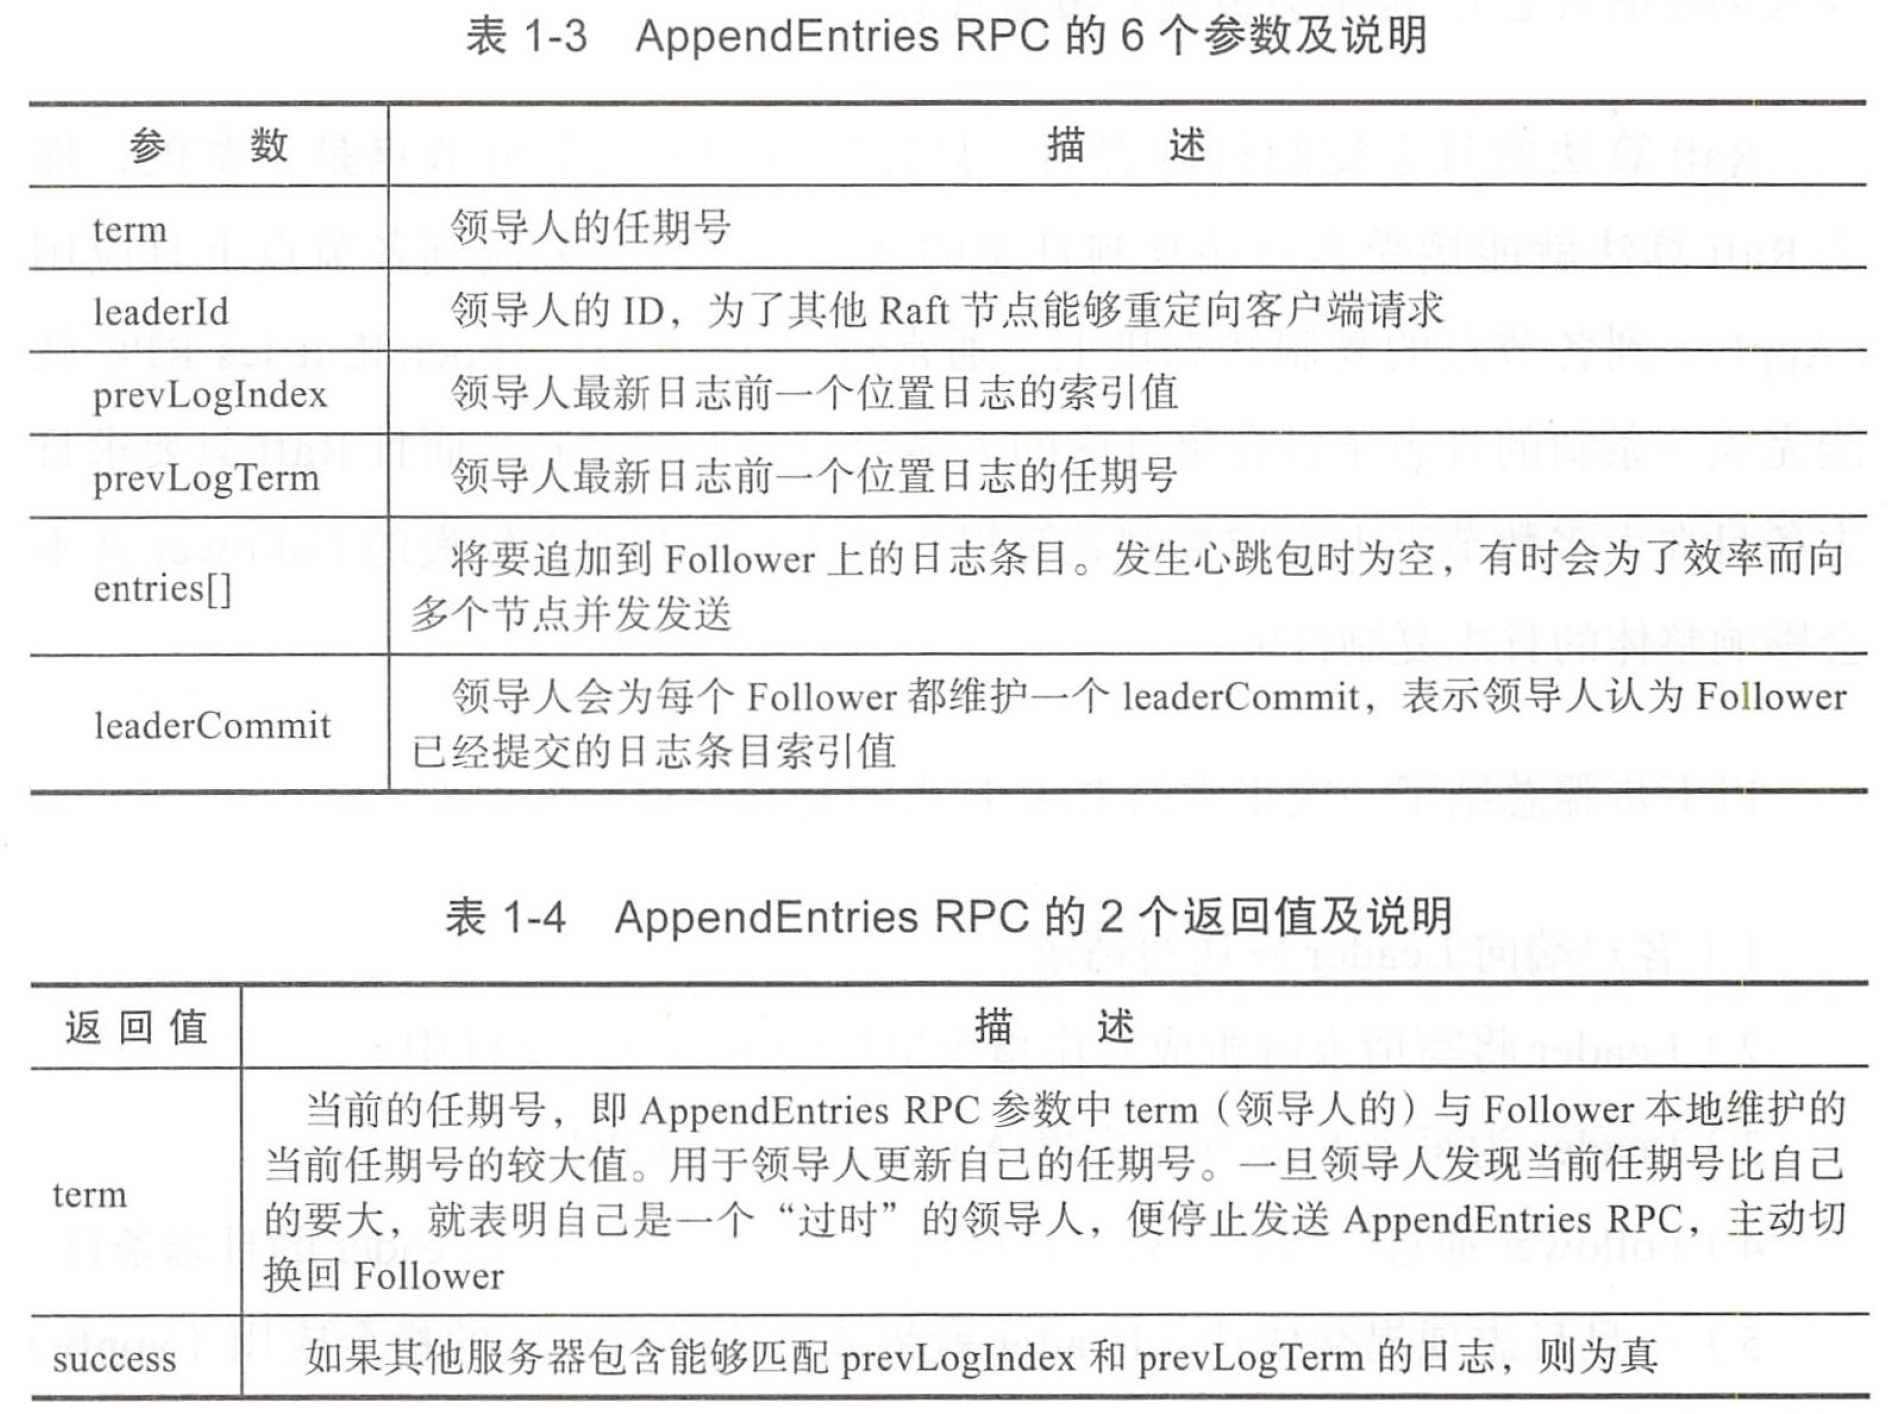 表 1-3 AppendEntries RPC 的 6 个参数及说明
参 数 描 述
term 领导人的任期号
leaderId 领导人的 ID，为了其他 Raft 节点能够重定向客户端请求
prevLogIndex 领导人最新日志前一个位置日志的索引值
prevLogTerm 领导人最新日志前一个位置日志的任期号
entries[] 将要追加到 Follower 上的日志条目。发生心跳包时为空，有时会为了效率而向
多个节点并发发送
leaderCommit 领导人会为每个 Follower 都维护一个 leaderCommit，表示领导人认为 Follower
已经提交的日志条目索引值
表 1-4 AppendEntries RPC 的 2 个返回值及说明
返 回 值 描 述
term 当前的任期号，即 AppendEntries RPC 参数中 term（领导人的）与 Follower 本地维护的
当前任期号的较大值。用于领导人更新自己的任期号。一旦领导人发现当前任期号比自己
的要大，就表明自己是一个“过时”的领导人，便停止发送 AppendEntries RPC，主动切
换回 Follower
success 如果其他服务器包含能够匹配 prevLogIndex 和 prevLogTerm 的日志，则为真